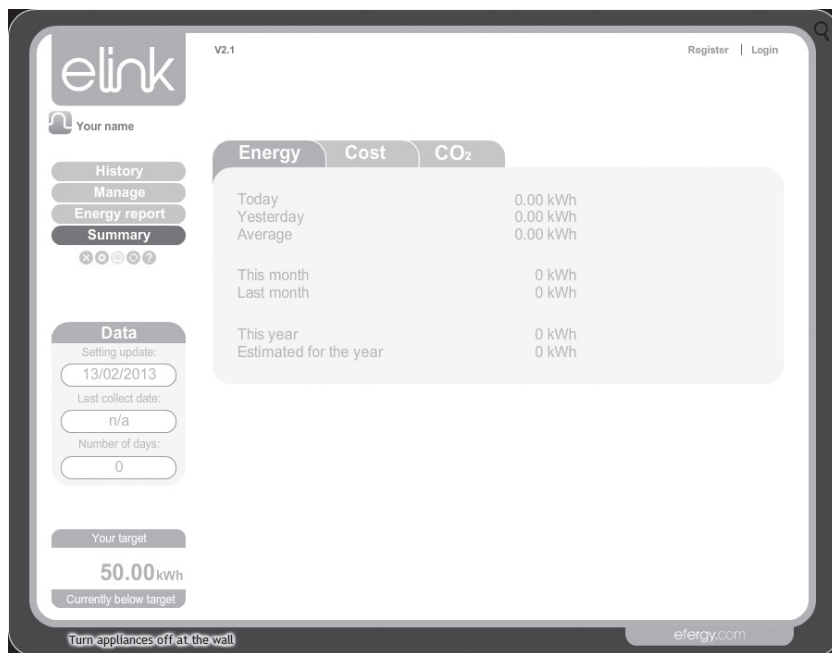 elink
V2.1
Register | Login
Your name
History
Manage
Energy report
Summary
Energy Cost CO₂
Today 0.00 kWh
Yesterday 0.00 kWh
Average 0.00 kWh
This month 0 kWh
Last month 0 kWh
This year 0 kWh
Estimated for the year 0 kWh
Data
Setting update:
13/02/2013
Last collect date:
n/a
Number of days:
0
Your target
50.00 kWh
Currently below target
Turn appliances off at the wall
efergy.com